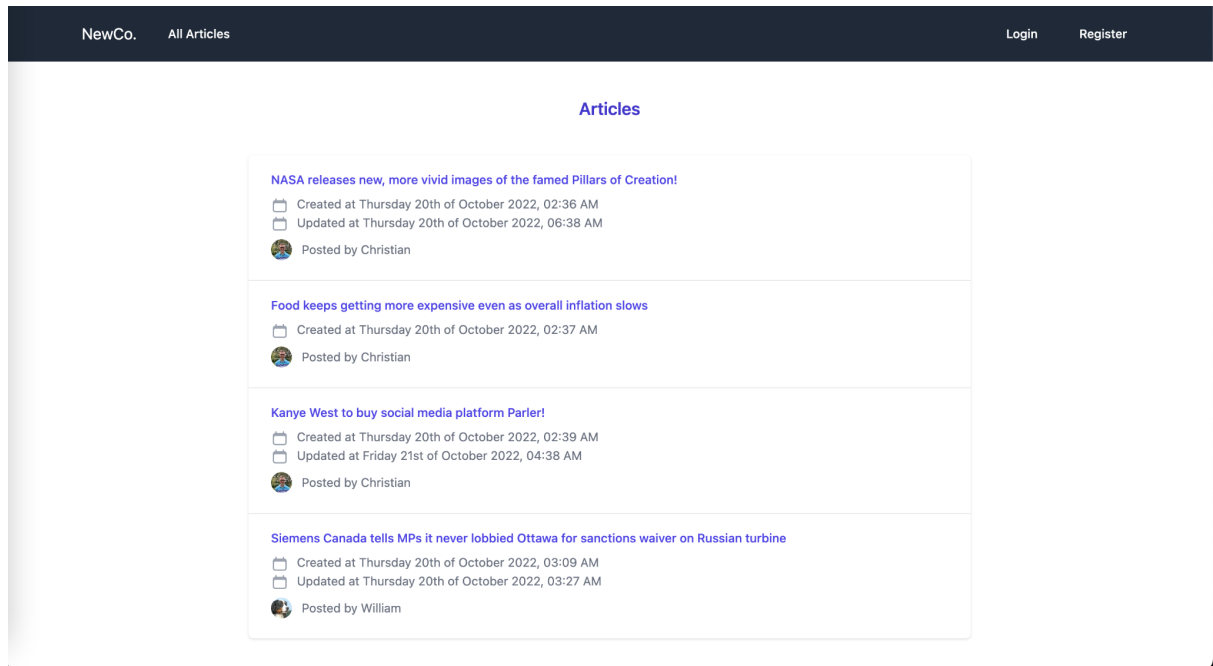 NewCo. All Articles Login Register
Articles
NASA releases new, more vivid images of the famed Pillars of Creation!
Created at Thursday 20th of October 2022, 02:36 AM
Updated at Thursday 20th of October 2022, 06:38 AM
Posted by Christian
Food keeps getting more expensive even as overall inflation slows
Created at Thursday 20th of October 2022, 02:37 AM
Posted by Christian
Kanye West to buy social media platform Parler!
Created at Thursday 20th of October 2022, 02:39 AM
Updated at Friday 21st of October 2022, 04:38 AM
Posted by Christian
Siemens Canada tells MPs it never lobbied Ottawa for sanctions waiver on Russian turbine
Created at Thursday 20th of October 2022, 03:09 AM
Updated at Thursday 20th of October 2022, 03:27 AM
Posted by William